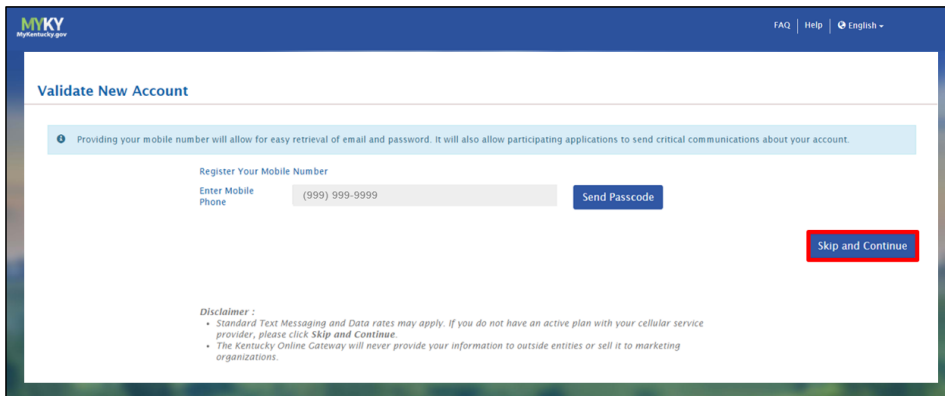 MYKY
MyKentucky.gov
FAQ Help English
Validate New Account
Providing your mobile number will allow for easy retrieval of email and password. It will also allow participating applications to send critical communications about your account.
Register Your Mobile Number
Enter Mobile
Phone
(999) 999-9999
Send Passcode
Skip and Continue
Disclaimer :
• Standard Text Messaging and Data rates may apply. If you do not have an active plan with your cellular service
provider, please click Skip and Continue.
• The Kentucky Online Gateway will never provide your information to outside entities or sell it to marketing
organizations.